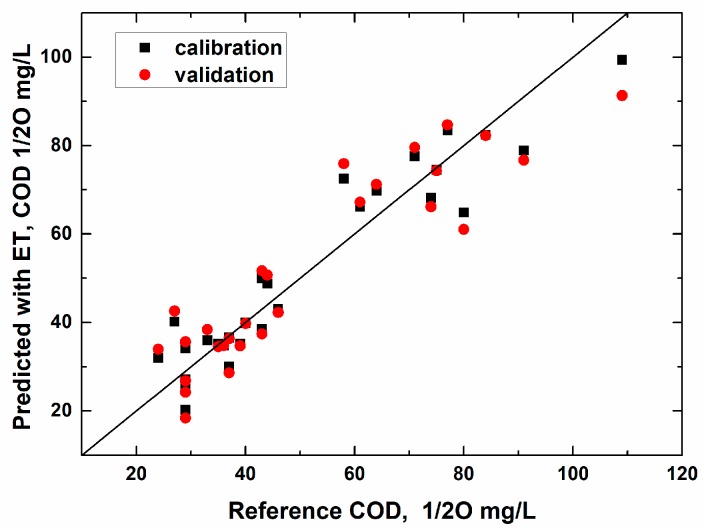 calibration
validation
100
80
60
40
20
20 40 60 80 100 120
Predicted with ET, COD 1/2O mg/L
Reference COD, 1/2O mg/L